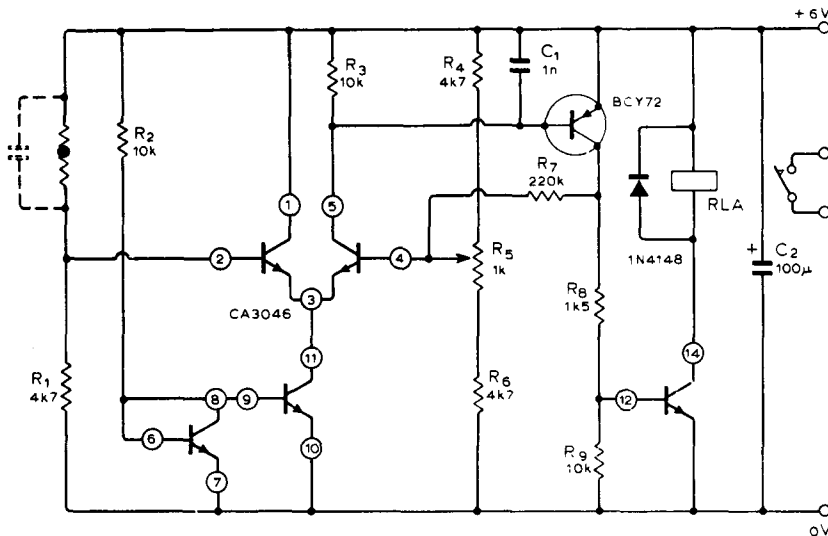 +6V
R3
10k
R4
4k7
C1
1n
BCY72
R2
10k
R7
220k
1
5
RLA
2
4
R5
1k
C2
+
100μ
1N4148
3
CA3046
R8
1k5
11
14
R1
4k7
R6
4k7
8
9
12
6
10
R9
10k
7
0V